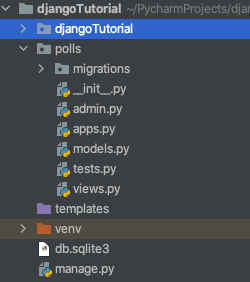 djangoTutorial ~/PycharmProjects/djan
djangoTutorial
polls
migrations
__init__.py
admin.py
apps.py
models.py
tests.py
views.py
templates
venv
db.sqlite3
manage.py